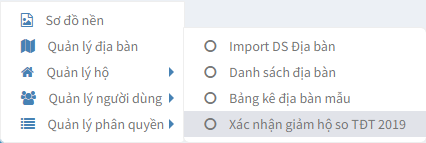 Sơ đồ nền
Quản lý địa bàn
Quản lý hộ
Quản lý người dùng
Quản lý phân quyền
Import DS Địa bàn
Danh sách địa bàn
Bảng kê địa bàn mẫu
Xác nhận giảm hộ so TĐT 2019